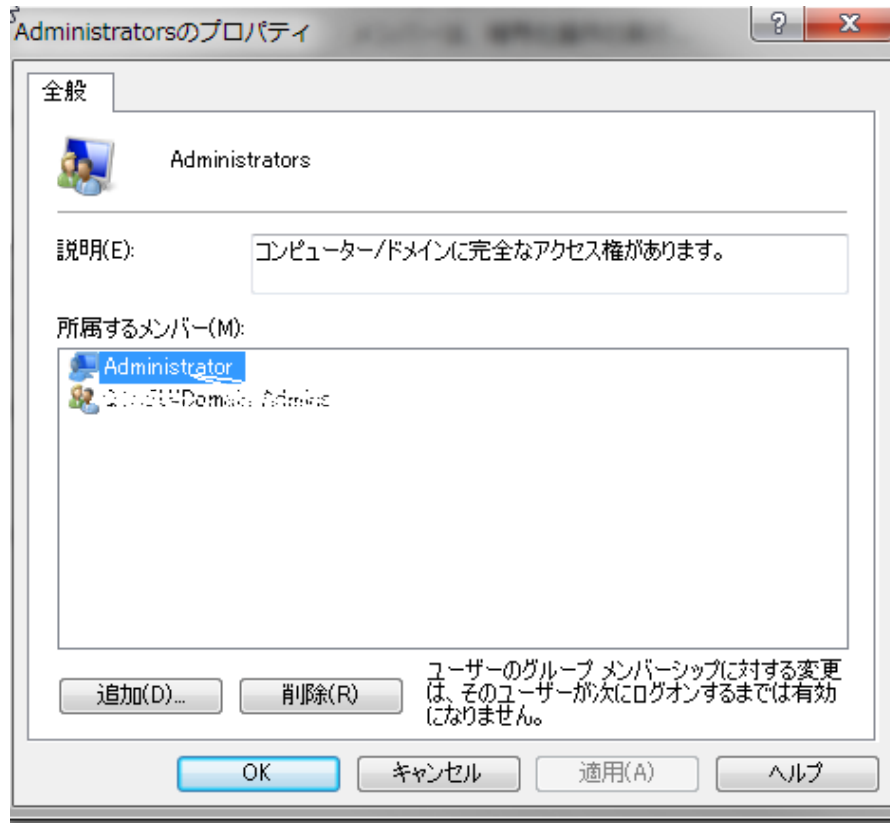 Administratorsのプロパティ
全般
Administrators
説明(E):
コンピューター/ドメインに完全なアクセス権があります。
所属するメンバー(M):
Administrator
Admins
追加(D)...
削除(R)
ユーザーのグループ メンバーシップに対する変更
は、そのユーザーが次にログオンするまでは有効
になりません。
OK
キャンセル
適用(A)
ヘルプ